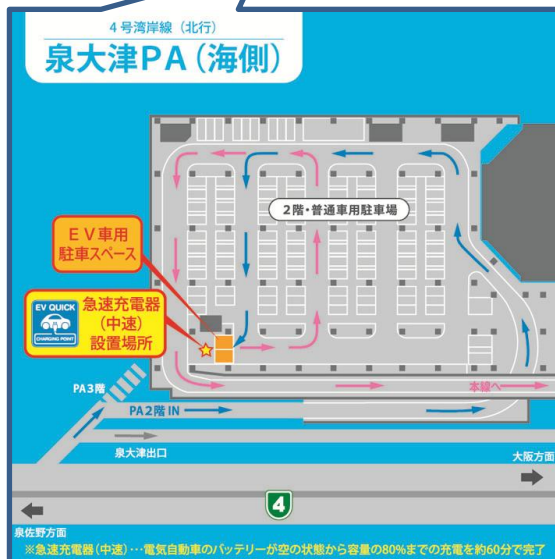 4号湾岸線（北行）
泉大津PA（海側）
2階・普通車用駐車場
EV車用
駐車スペース
EV QUICK
CHARGING POINT
急速充電器
（中速）
設置場所
PA3階
本線へ
PA2階 IN
泉大津出口
大阪方面
4
泉佐野方面
※急速充電器（中速）…電気自動車のバッテリーが空の状態から容量の80%までの充電を約60分で完了